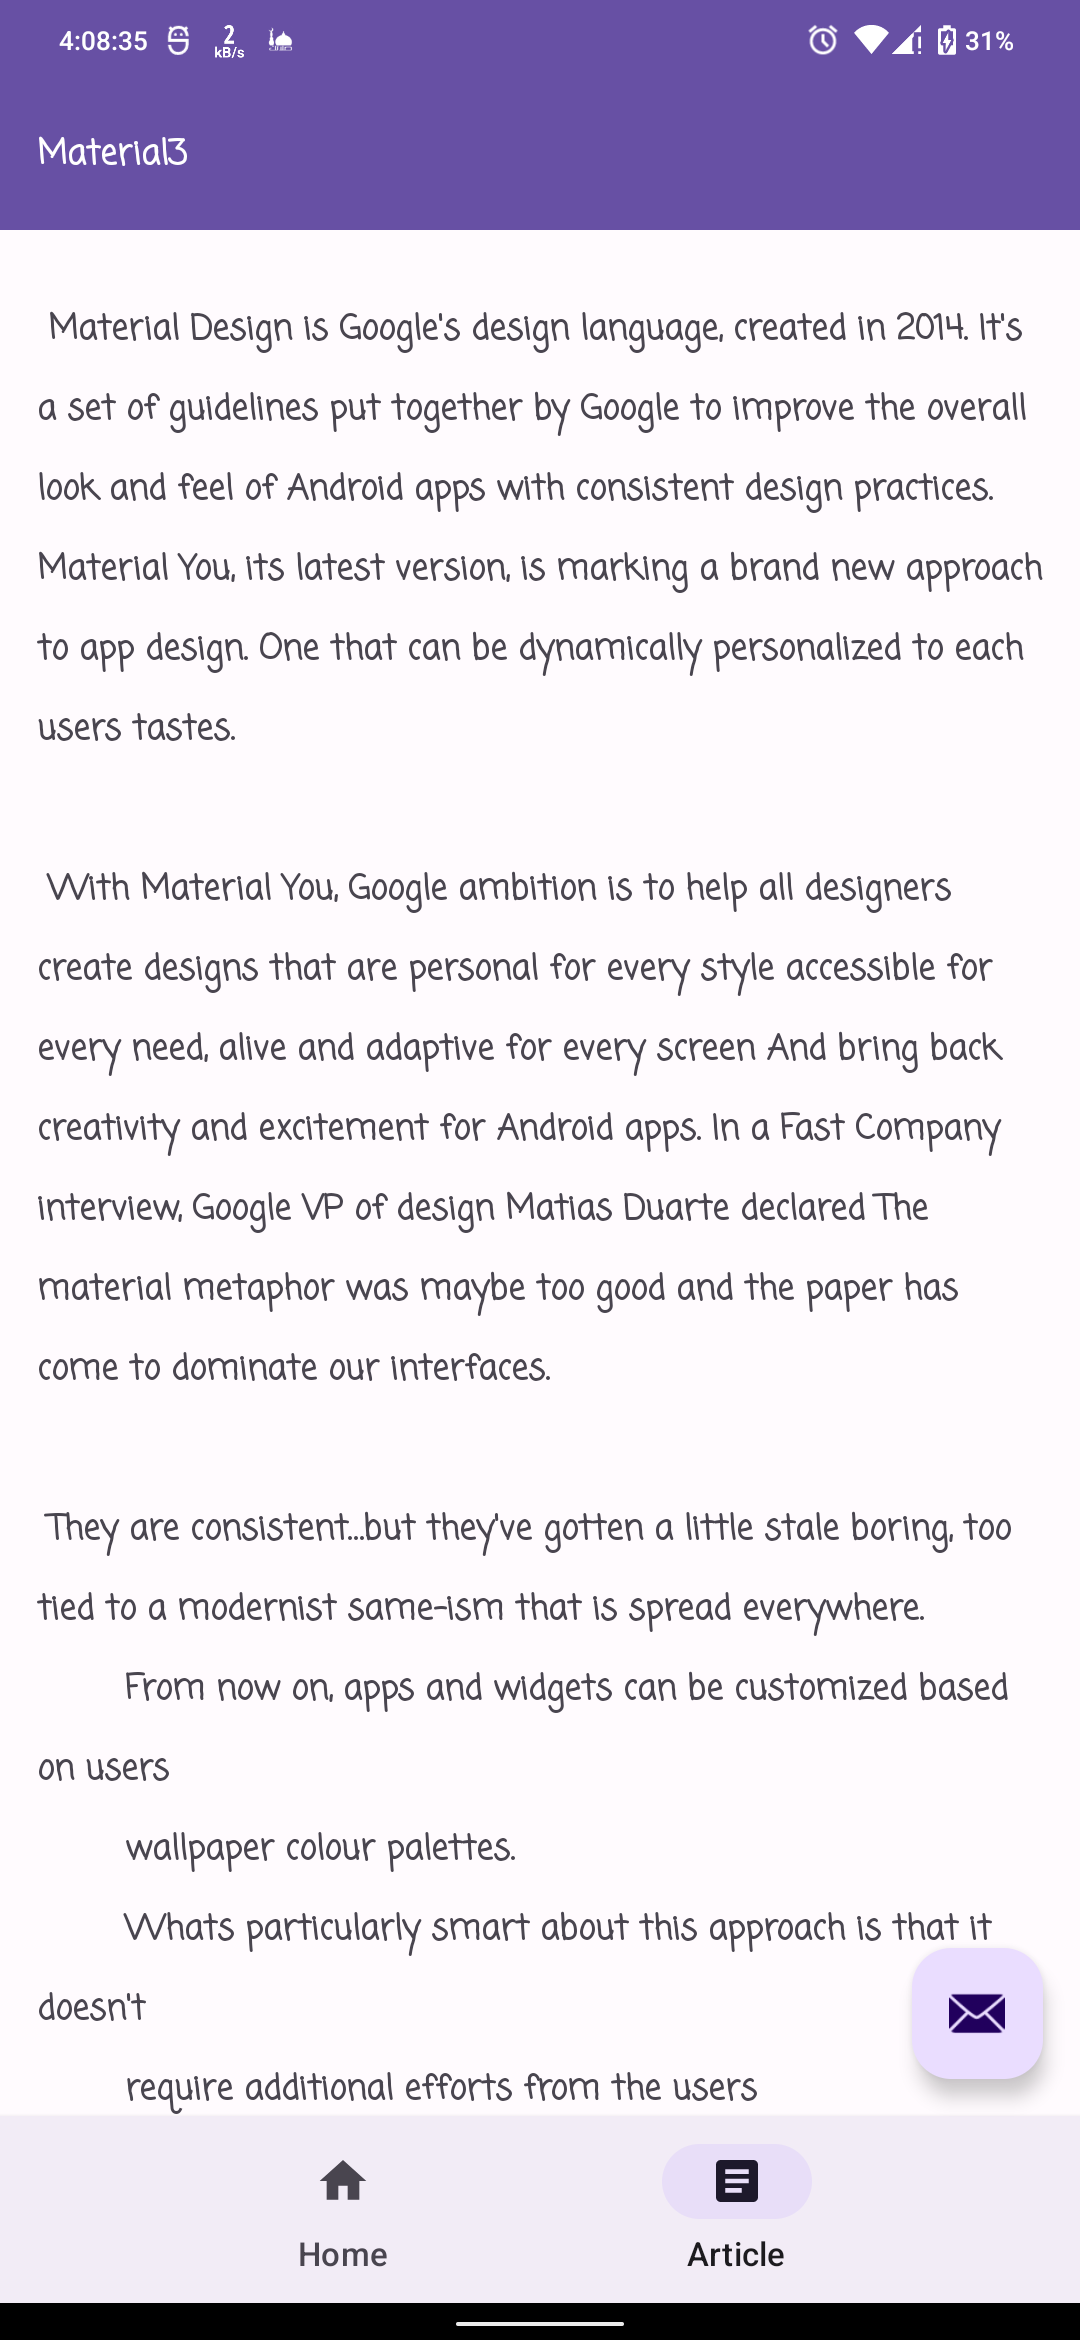 4:08:35
2
kB/s
31%
Material3
Material Design is Google's design language, created in 2014. It's
a set of guidelines put together by Google to improve the overall
look and feel of Android apps with consistent design practices.
Material You, its latest version, is marking a brand new approach
to app design. One that can be dynamically personalized to each
users tastes.
With Material You, Google ambition is to help all designers
create designs that are personal for every style accessible for
every need, alive and adaptive for every screen And bring back
creativity and excitement for Android apps. In a Fast Company
interview, Google VP of design Matias Duarte declared The
material metaphor was maybe too good and the paper has
come to dominate our interfaces.
They are consistent...but they've gotten a little stale boring, too
tied to a modernist same-ism that is spread everywhere.
From now on, apps and widgets can be customized based
on users
wallpaper colour palettes.
Whats particularly smart about this approach is that it
doesn't
require additional efforts from the users
Home
Article